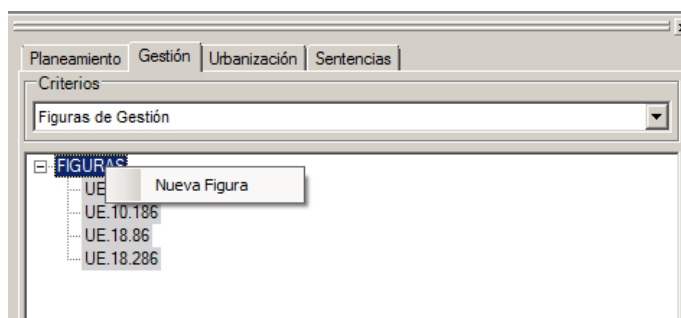 Planeamiento Gestión Urbanización Sentencias
Criterios
Figuras de Gestión
FIGURAS
UE
Nueva Figura
UE.10.186
UE.18.86
UE.18.286